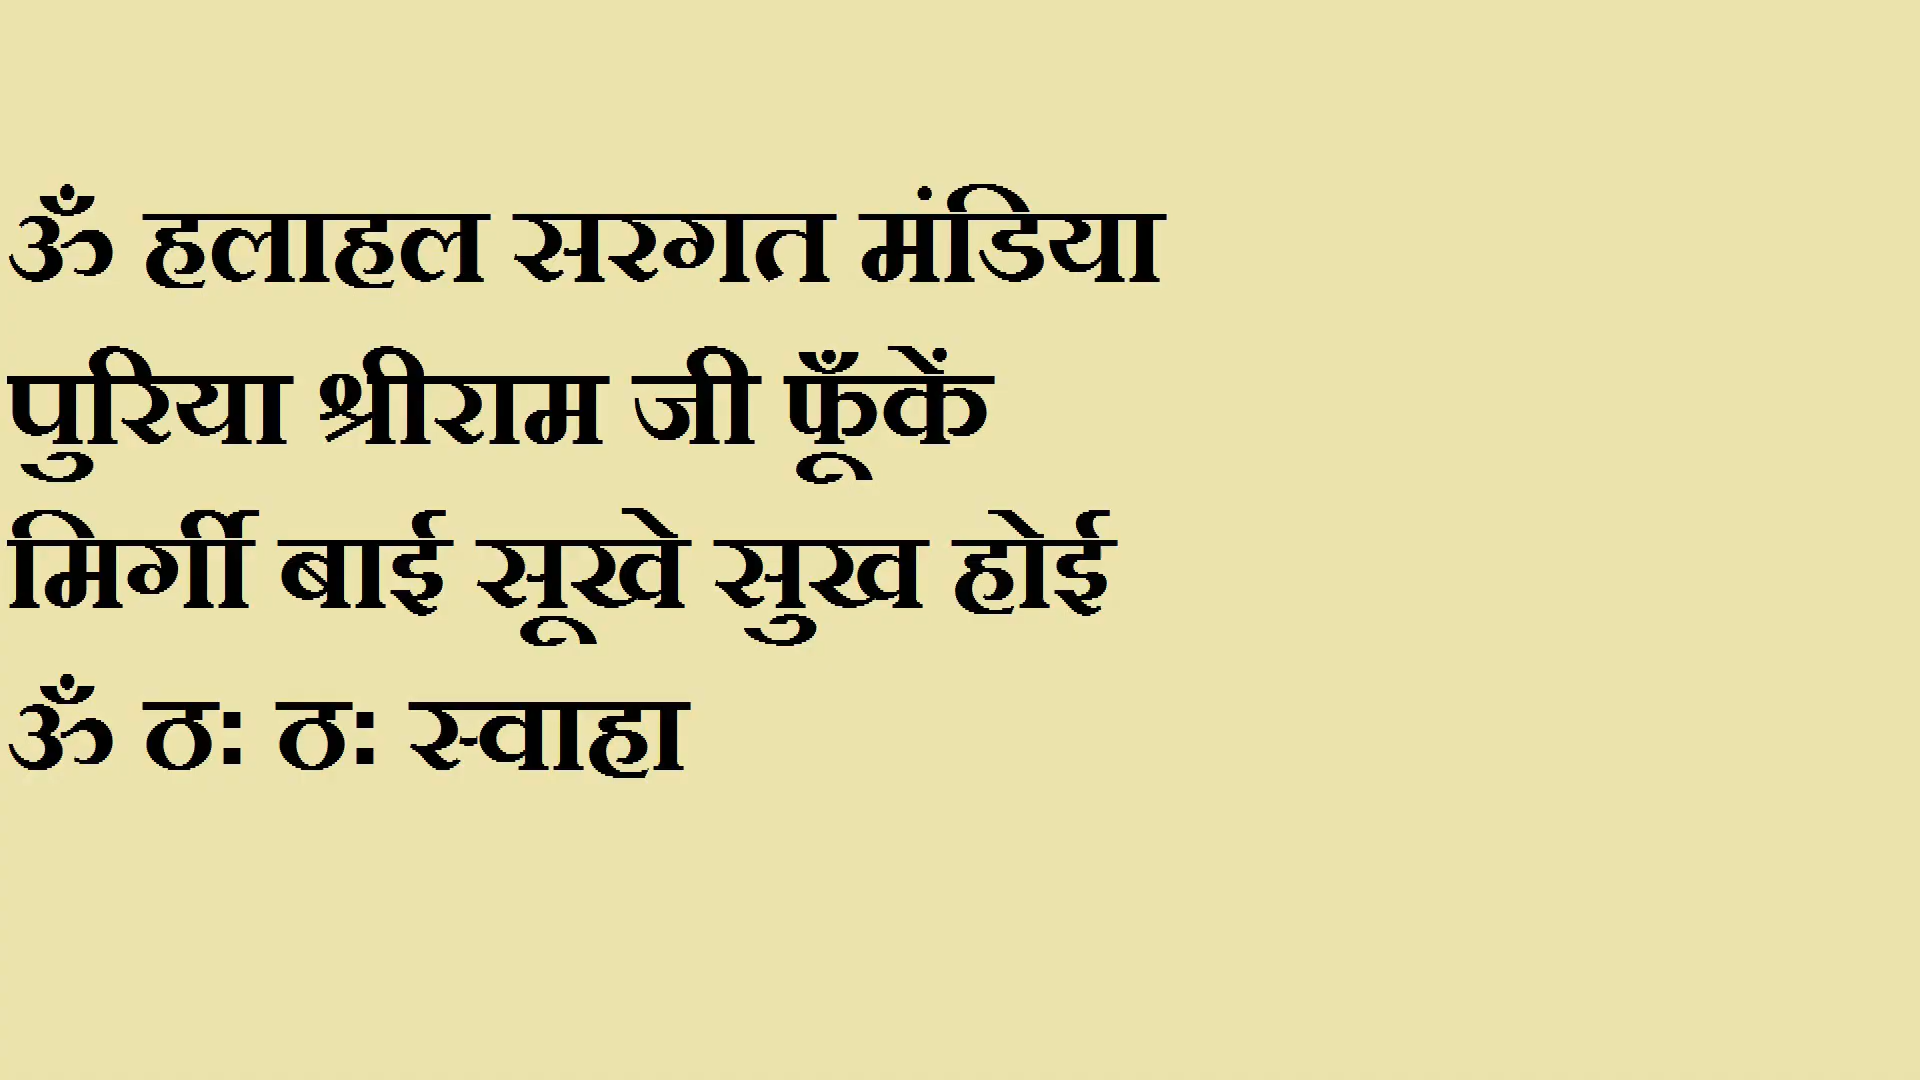 ॐ हलाहल सरगत मंडिया
पुरिया श्रीराम जी फूँकें
मिर्गी बाई सूखे सुख होई
ॐ ठः ठः स्वाहा